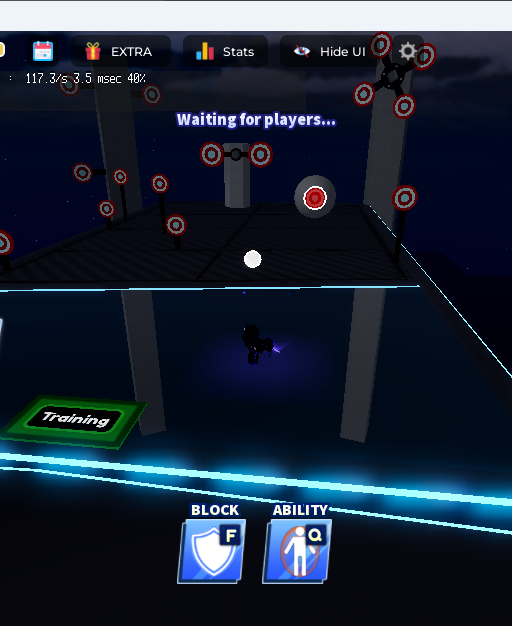 EXTRA
Stats
Hide UI
: 117.3/s 3.5 msec 40%
Waiting for players...
Training
BLOCK
ABILITY
F
Q